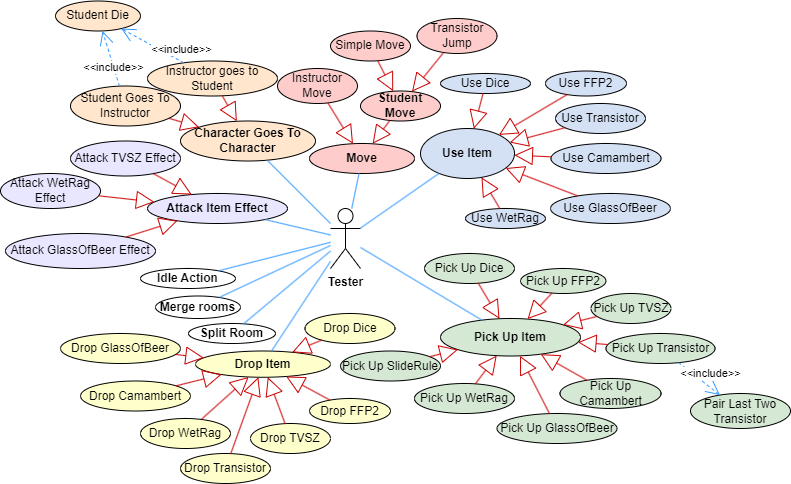 Student Die
<<include>>
<<include>>
Instructor goes to
Student
Student Goes To
Instructor
Character Goes To
Character
Simple Move
Transistor
Jump
Instructor
Move
Student
Move
Move
Use Dice
Use FFP2
Use Transistor
Use Item
Use Camambert
Use GlassOfBeer
Use WetRag
Attack TVSZ Effect
Attack WetRag
Effect
Attack Item Effect
Attack GlassOfBeer Effect
Tester
Idle Action
Merge rooms
Split Room
Pick Up Dice
Pick Up FFP2
Pick Up TVSZ
Pick Up Item
Pick Up Transistor
Pick Up SlideRule
<<include>>
Pick Up WetRag
Pick Up
Camambert
Pick Up GlassOfBeer
Pair Last Two
Transistor
Drop Dice
Drop GlassOfBeer
Drop Item
Drop Camambert
Drop FFP2
Drop WetRag
Drop TVSZ
Drop Transistor